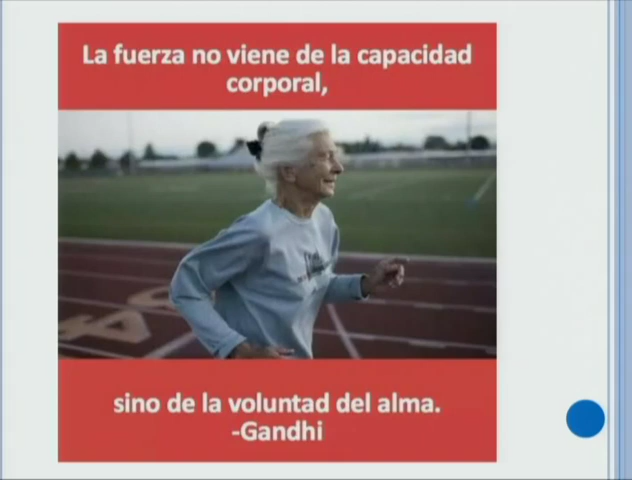 La fuerza no viene de la capacidad
corporal,
sino de la voluntad del alma.
-Gandhi